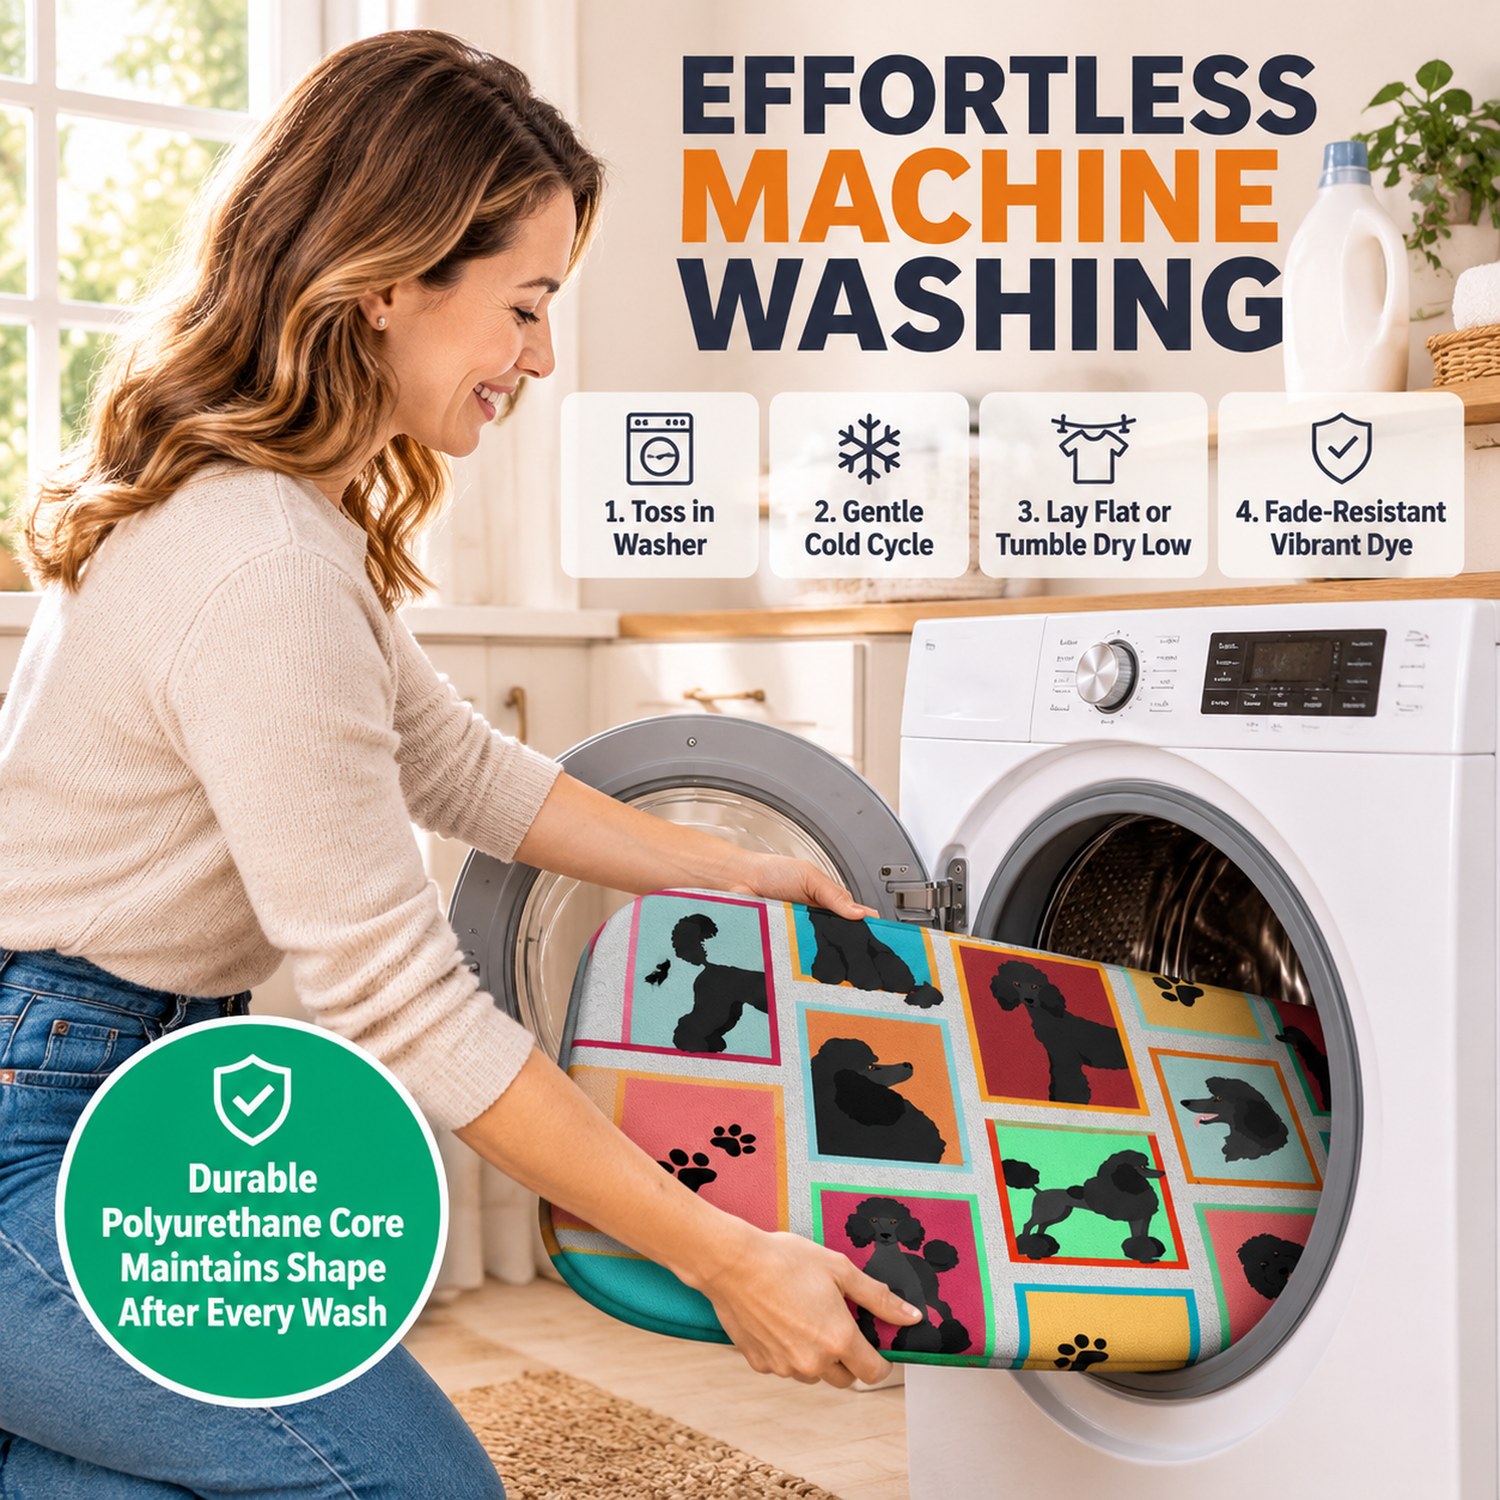 EFFORTLESS
MACHINE
WASHING
1. Toss in
Washer
2. Gentle
Cold Cycle
3. Lay Flat or
Tumble Dry Low
4. Fade-Resistant
Vibrant Dye
Durable
Polyurethane Core
Maintains Shape
After Every Wash